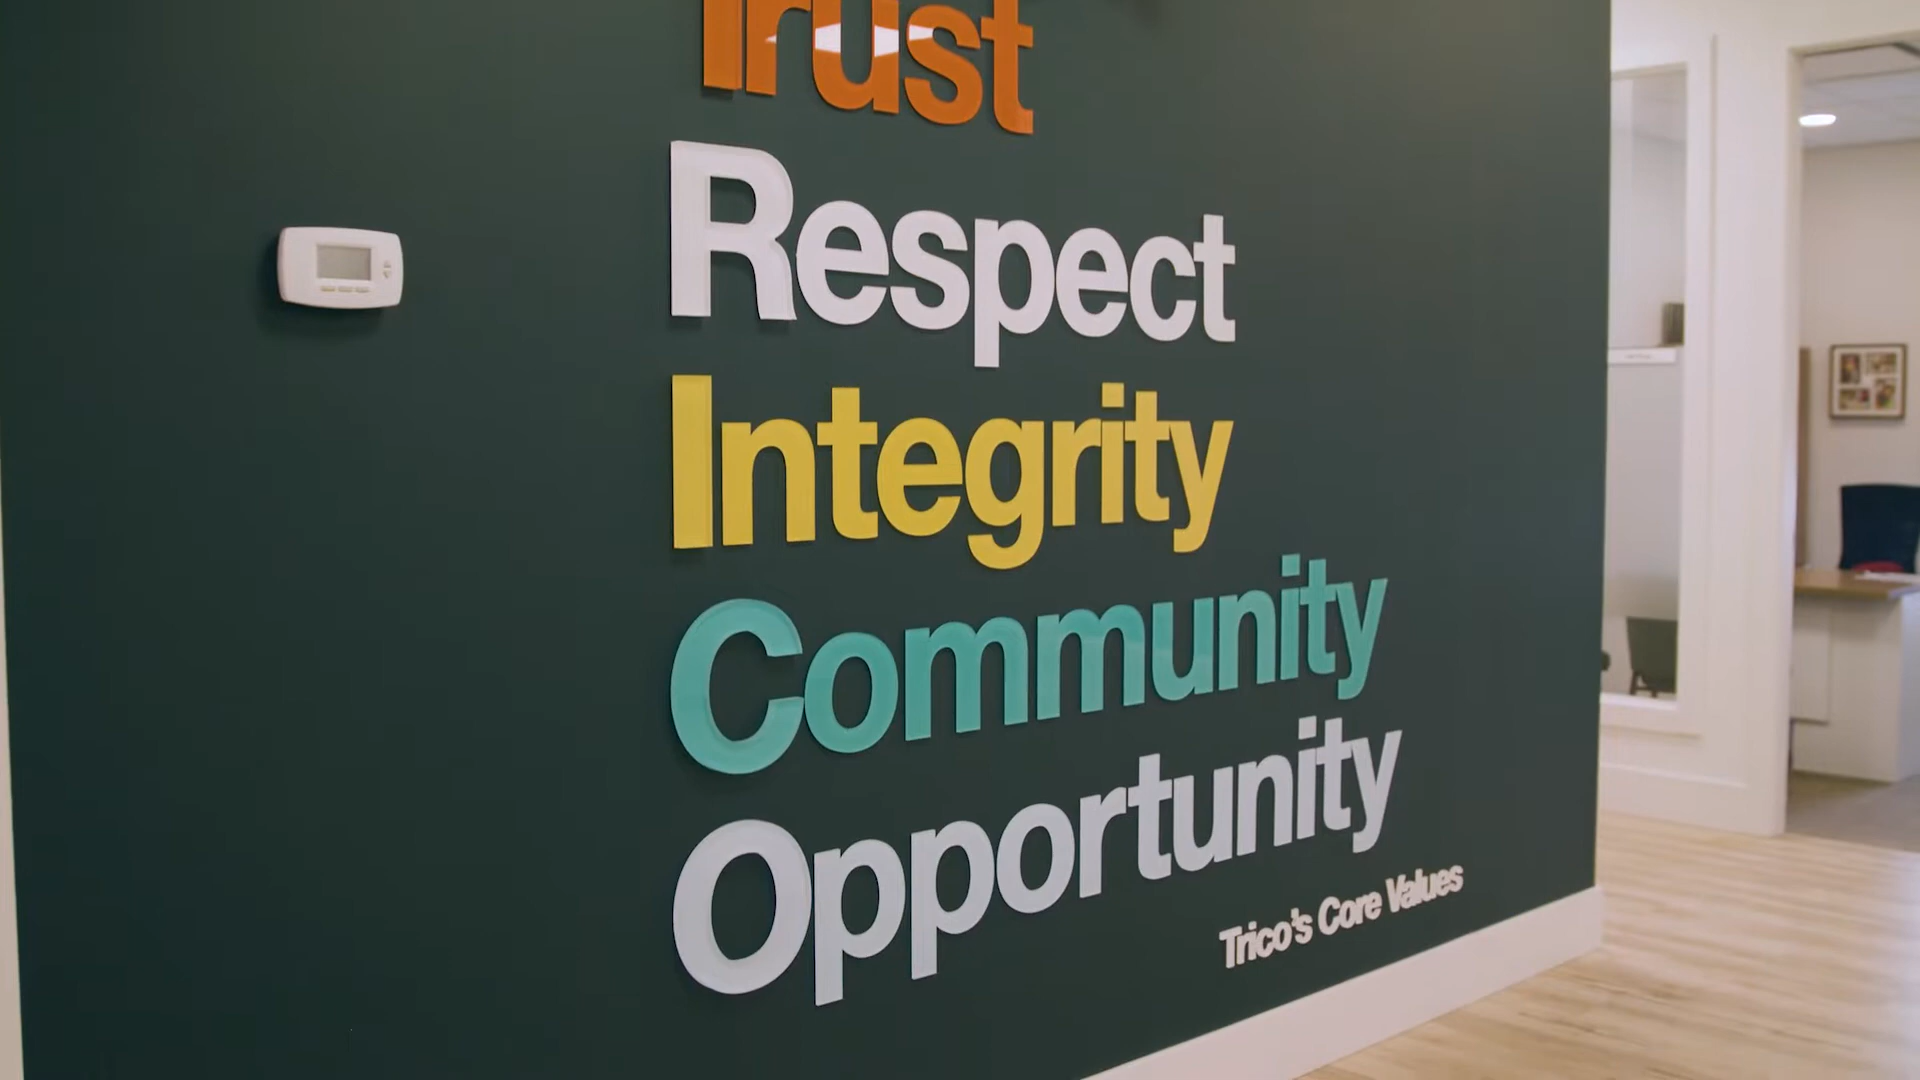 Trust
Respect
Integrity
Community
Opportunity
Trico's Core Values